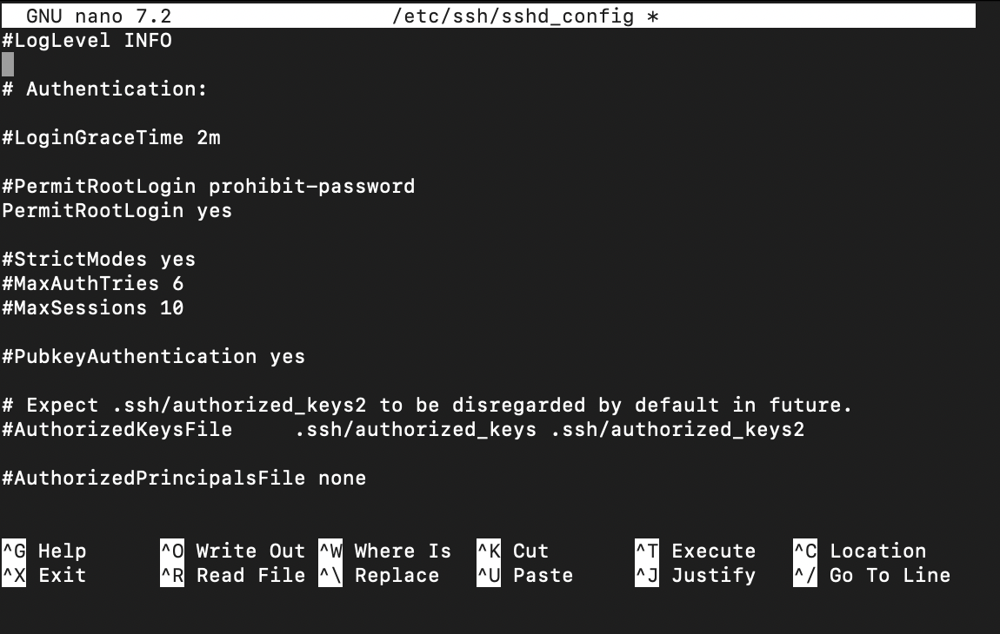 GNU nano 7.2 /etc/ssh/sshd_config *
#LogLevel INFO
# Authentication:
#LoginGraceTime 2m
#PermitRootLogin prohibit-password
PermitRootLogin yes
#StrictModes yes
#MaxAuthTries 6
#MaxSessions 10
#PubkeyAuthentication yes
# Expect .ssh/authorized_keys2 to be disregarded by default in future.
#AuthorizedKeysFile .ssh/authorized_keys .ssh/authorized_keys2
#AuthorizedPrincipalsFile none
^G Help ^O Write Out ^W Where Is ^K Cut ^T Execute ^C Location
^X Exit ^R Read File ^\ Replace ^U Paste ^J Justify ^/ Go To Line